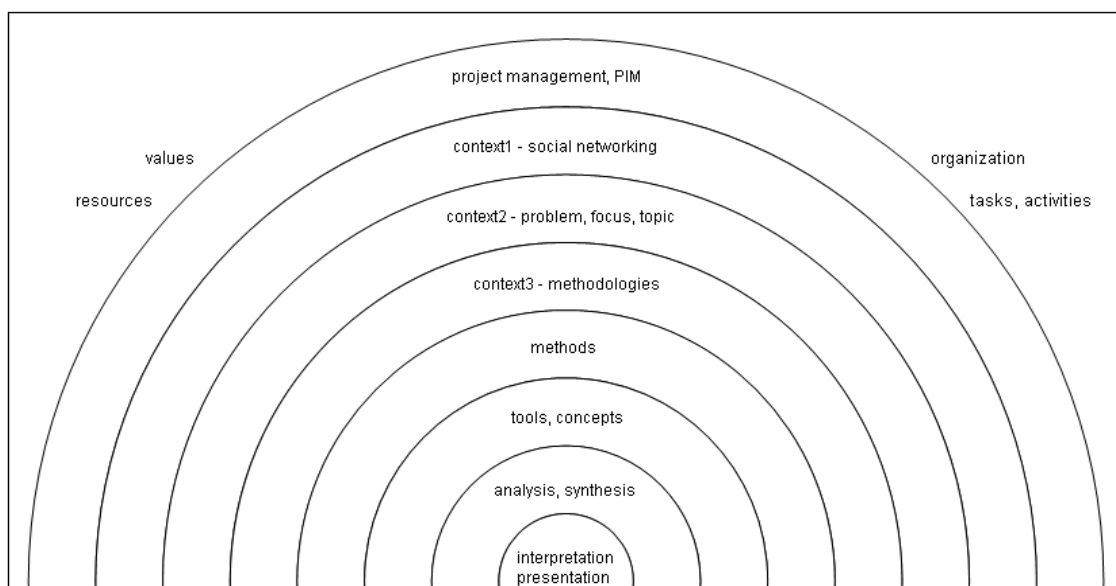 project management, PIM
context1 - social networking
values
organization
resources
tasks, activities
context2 - problem, focus, topic
context3 - methodologies
methods
tools, concepts
analysis, synthesis
interpretation
presentation